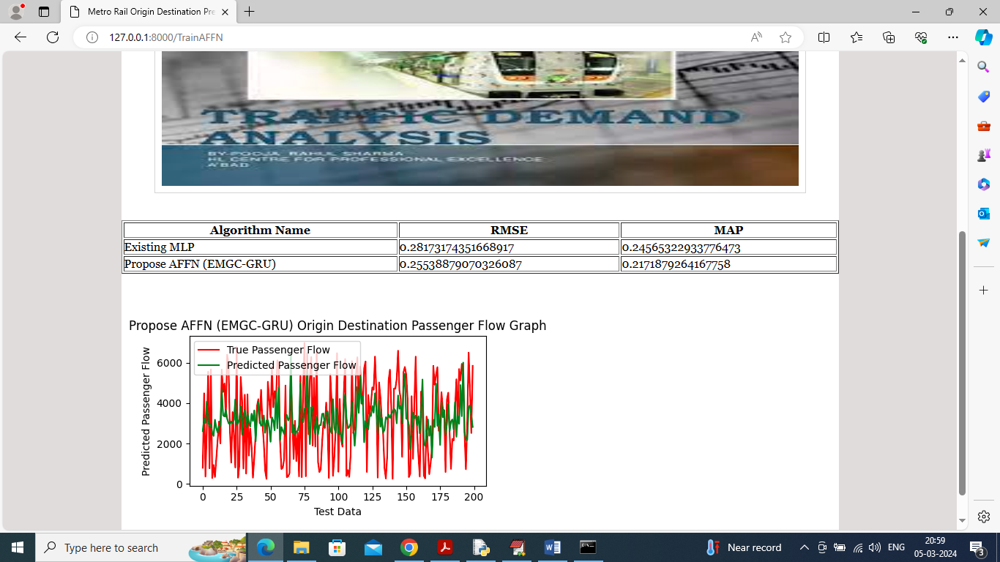 Metro Rail Origin Destination Pre
127.0.0.1:8000/TrainAFFN
TRAFFIC DEMAND
ANALYSIS
BY-POOJA RAHUL SHARMA
HL CENTRE FOR PROFESSIONAL EXCELLENCE
A'BAD
Algorithm Name RMSE MAP
Existing MLP 0.28173174351668917 0.24565322933776473
Propose AFFN (EMGC-GRU) 0.25538879070326087 0.2171879264167758
Propose AFFN (EMGC-GRU) Origin Destination Passenger Flow Graph
True Passenger Flow
Predicted Passenger Flow
Predicted Passenger Flow
6000
4000
2000
0
0 25 50 75 100 125 150 175 200
Test Data
Type here to search
Near record
ENG
20:59
05-03-2024
3